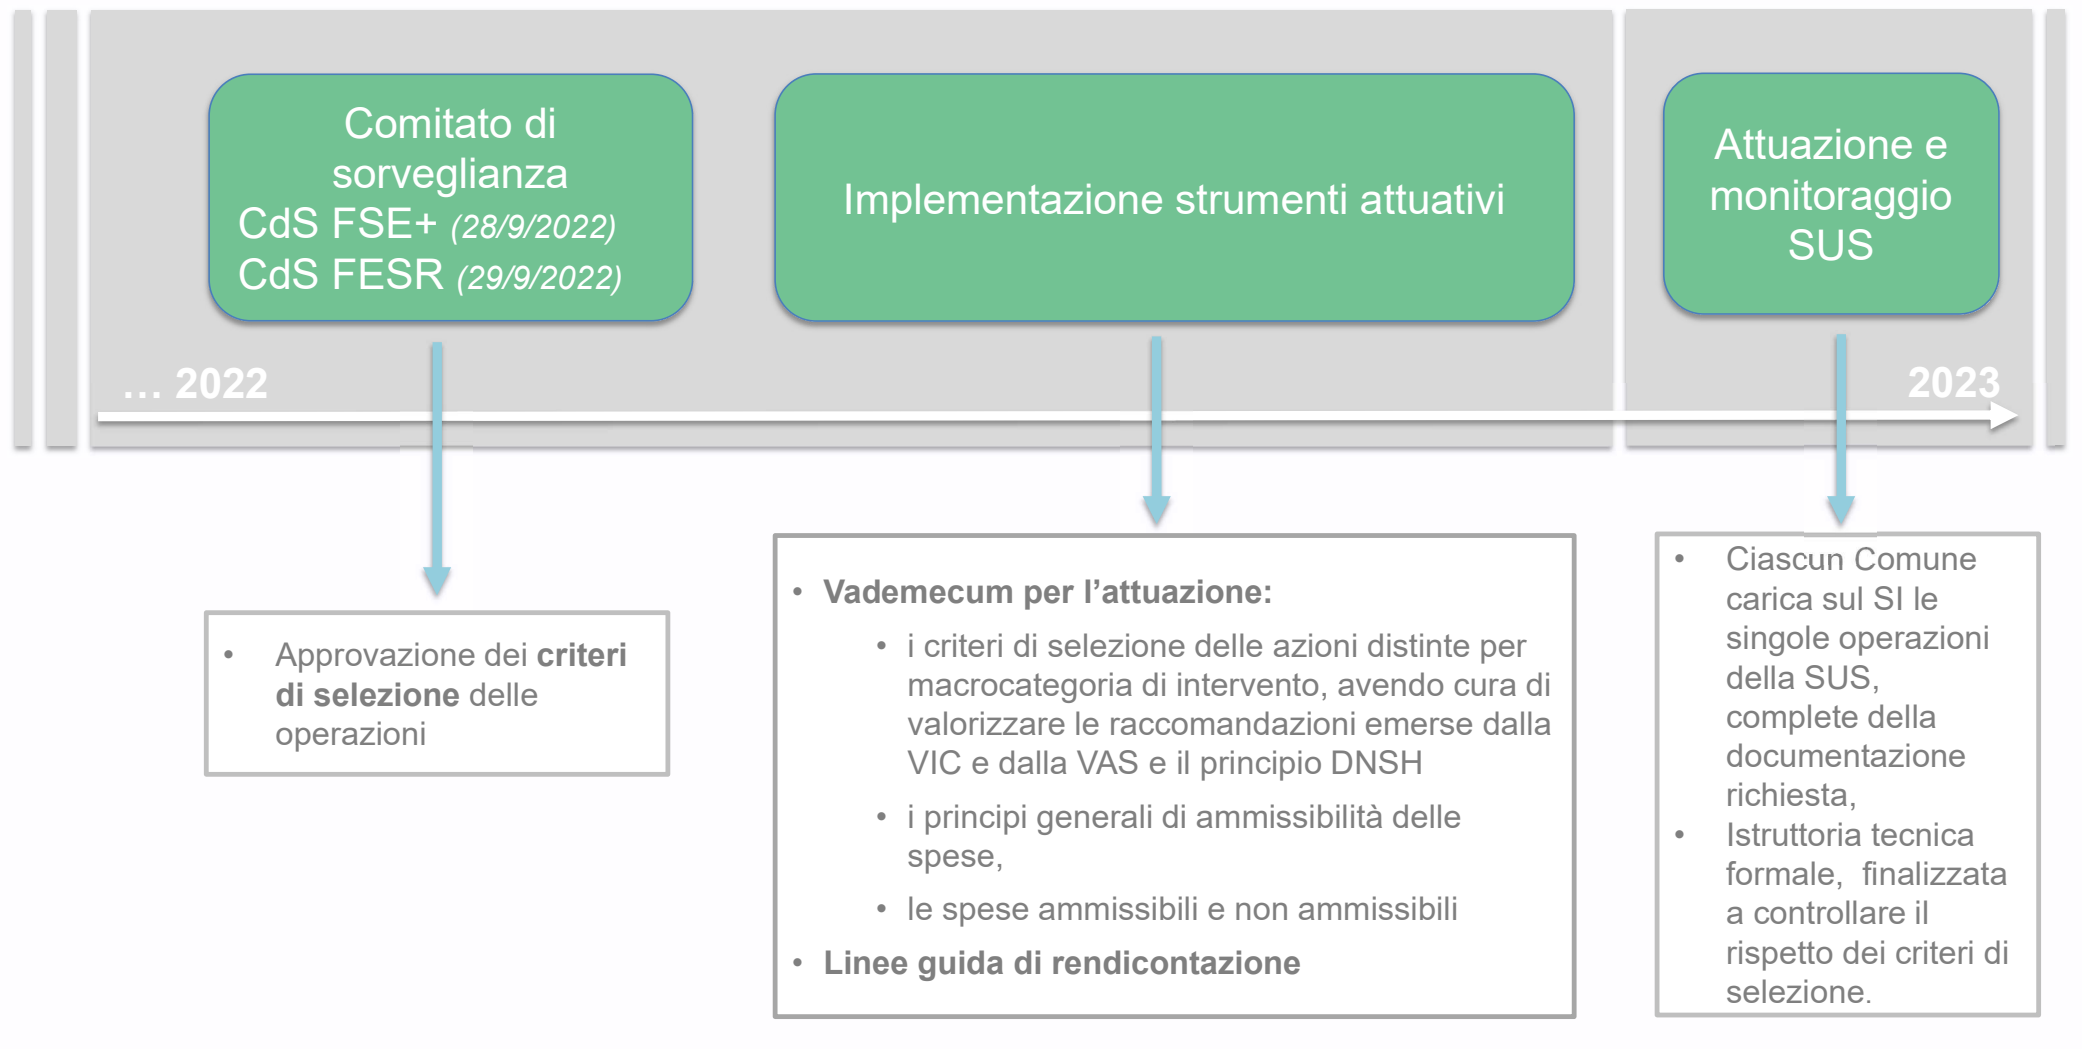 Comitato di
sorveglianza
CdS FSE+ (28/9/2022)
CdS FESR (29/9/2022)
Implementazione strumenti attuativi
Attuazione e
monitoraggio
SUS
... 2022
2023
• Approvazione dei criteri
di selezione delle
operazioni
• Vademecum per l’attuazione:
• i criteri di selezione delle azioni distinte per
macrocategoria di intervento, avendo cura di
valorizzare le raccomandazioni emerse dalla
VIC e dalla VAS e il principio DNSH
• i principi generali di ammissibilità delle
spese,
• le spese ammissibili e non ammissibili
• Linee guida di rendicontazione
• Ciascun Comune
carica sul SI le
singole operazioni
della SUS,
complete della
documentazione
richiesta,
• Istruttoria tecnica
formale, finalizzata
a controllare il
rispetto dei criteri di
selezione.